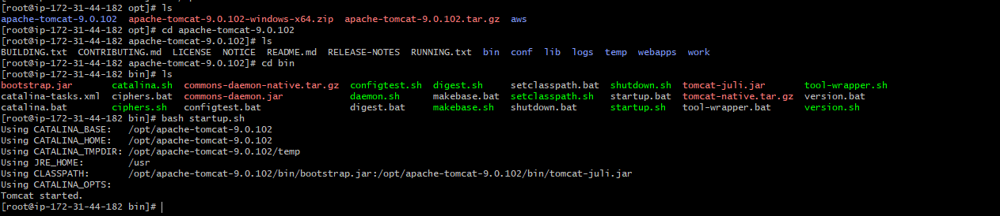 [root@ip-172-31-44-182 opt]# ls
apache-tomcat-9.0.102  apache-tomcat-9.0.102-windows-x64.zip  apache-tomcat-9.0.102.tar.gz  aws
[root@ip-172-31-44-182 opt]# cd apache-tomcat-9.0.102
[root@ip-172-31-44-182 apache-tomcat-9.0.102]# ls
BUILDING.txt  CONTRIBUTING.md  LICENSE  NOTICE  README.md  RELEASE-NOTES  RUNNING.txt  bin  conf  lib  logs  temp  webapps  work
[root@ip-172-31-44-182 apache-tomcat-9.0.102]# cd bin
[root@ip-172-31-44-182 bin]# ls
bootstrap.jar       catalina.sh  commons-daemon-native.tar.gz  configtest.sh  digest.sh     setclasspath.bat  shutdown.sh  tomcat-juli.jar       tool-wrapper.sh
catalina-tasks.xml  ciphers.bat  commons-daemon.jar            daemon.sh      makebase.bat  setclasspath.sh   startup.bat  tomcat-native.tar.gz  version.bat
catalina.bat        ciphers.sh   configtest.bat                digest.bat     makebase.sh   shutdown.bat      startup.sh   tool-wrapper.bat      version.sh
[root@ip-172-31-44-182 bin]# bash startup.sh
Using CATALINA_BASE:   /opt/apache-tomcat-9.0.102
Using CATALINA_HOME:   /opt/apache-tomcat-9.0.102
Using CATALINA_TMPDIR: /opt/apache-tomcat-9.0.102/temp
Using JRE_HOME:        /usr
Using CLASSPATH:       /opt/apache-tomcat-9.0.102/bin/bootstrap.jar:/opt/apache-tomcat-9.0.102/bin/tomcat-juli.jar
Using CATALINA_OPTS:
Tomcat started.
[root@ip-172-31-44-182 bin]#